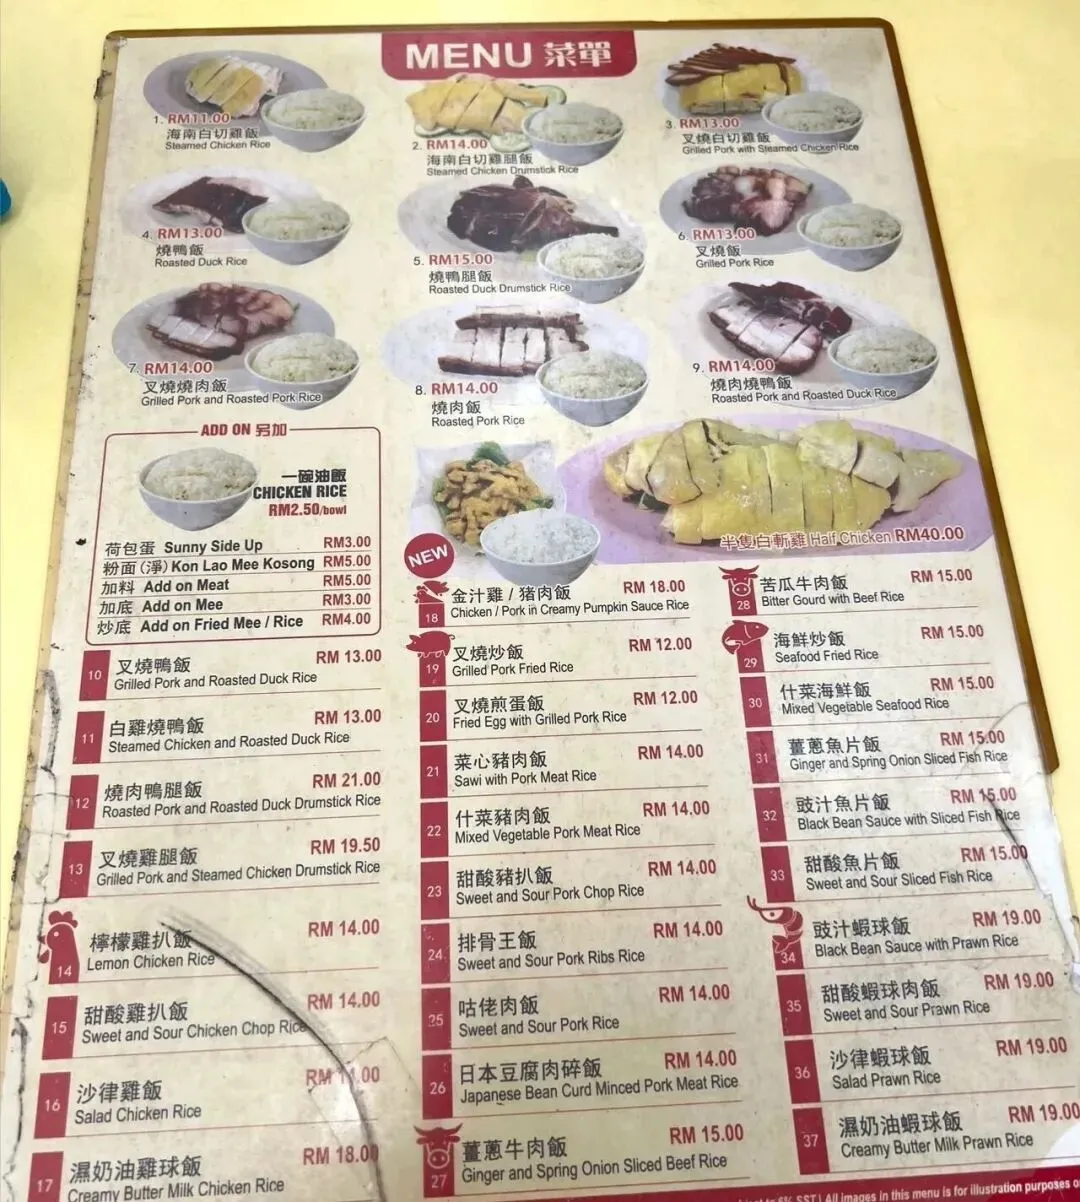 MENU 菜單
1. RM11.00
海南白切雞飯
Steamed Chicken Rice
2. RM14.00
海南白切雞腿飯
Steamed Chicken Drumstick Rice
3. RM13.00
叉燒白切雞飯
Grilled Pork with Steamed Chicken Rice
4. RM13.00
燒鴨飯
Roasted Duck Rice
5. RM15.00
燒鴨腿飯
Roasted Duck Drumstick Rice
6. RM13.00
叉燒飯
Grilled Pork Rice
7. RM14.00
叉燒燒肉飯
Grilled Pork and Roasted Pork Rice
8. RM14.00
燒肉飯
Roasted Pork Rice
9. RM14.00
燒肉燒鴨飯
Roasted Pork and Roasted Duck Rice
ADD ON 另加
一碗油飯
CHICKEN RICE
RM2.50/bowl
荷包蛋 Sunny Side Up RM3.00
粉面(淨) Kon Lao Mee Kosong RM5.00
加料 Add on Meat RM5.00
加底 Add on Mee RM3.00
炒底 Add on Fried Mee / Rice RM4.00
半隻白斬雞 Half Chicken RM40.00
10 叉燒鴨飯 RM 13.00
Grilled Pork and Roasted Duck Rice
11 白雞燒鴨飯 RM 13.00
Steamed Chicken and Roasted Duck Rice
12 燒肉鴨腿飯 RM 21.00
Roasted Pork and Roasted Duck Drumstick Rice
13 叉燒雞腿飯 RM 19.50
Grilled Pork and Steamed Chicken Drumstick Rice
14 檸檬雞扒飯 RM 14.00
Lemon Chicken Rice
15 甜酸雞扒飯 RM 14.00
Sweet and Sour Chicken Chop Rice
16 沙律雞飯 RM 14.00
Salad Chicken Rice
17 濕奶油雞球飯 RM 18.00
Creamy Butter Milk Chicken Rice
NEW
18 金汁雞 / 猪肉飯 RM 18.00
Chicken / Pork in Creamy Pumpkin Sauce Rice
19 叉燒炒飯 RM 12.00
Grilled Pork Fried Rice
20 叉燒煎蛋飯 RM 12.00
Fried Egg with Grilled Pork Rice
21 菜心豬肉飯 RM 14.00
Sawi with Pork Meat Rice
22 什菜豬肉飯 RM 14.00
Mixed Vegetable Pork Meat Rice
23 甜酸豬扒飯 RM 14.00
Sweet and Sour Pork Chop Rice
24 排骨王飯 RM 14.00
Sweet and Sour Pork Ribs Rice
25 咕佬肉飯 RM 14.00
Sweet and Sour Pork Rice
26 日本豆腐肉碎飯 RM 14.00
Japanese Bean Curd Minced Pork Meat Rice
27 薑蔥牛肉飯 RM 15.00
Ginger and Spring Onion Sliced Beef Rice
28 苦瓜牛肉飯 RM 15.00
Bitter Gourd with Beef Rice
29 海鮮炒飯 RM 15.00
Seafood Fried Rice
30 什菜海鮮飯 RM 15.00
Mixed Vegetable Seafood Rice
31 薑蔥魚片飯 RM 15.00
Ginger and Spring Onion Sliced Fish Rice
32 豉汁魚片飯 RM 15.00
Black Bean Sauce with Sliced Fish Rice
33 甜酸魚片飯 RM 15.00
Sweet and Sour Sliced Fish Rice
34 豉汁蝦球飯 RM 19.00
Black Bean Sauce with Prawn Rice
35 甜酸蝦球肉飯 RM 19.00
Sweet and Sour Prawn Rice
36 沙律蝦球飯 RM 19.00
Salad Prawn Rice
37 濕奶油蝦球飯 RM 19.00
Creamy Butter Milk Prawn Rice
to 6% SST | All images in this menu is for illustration purposes